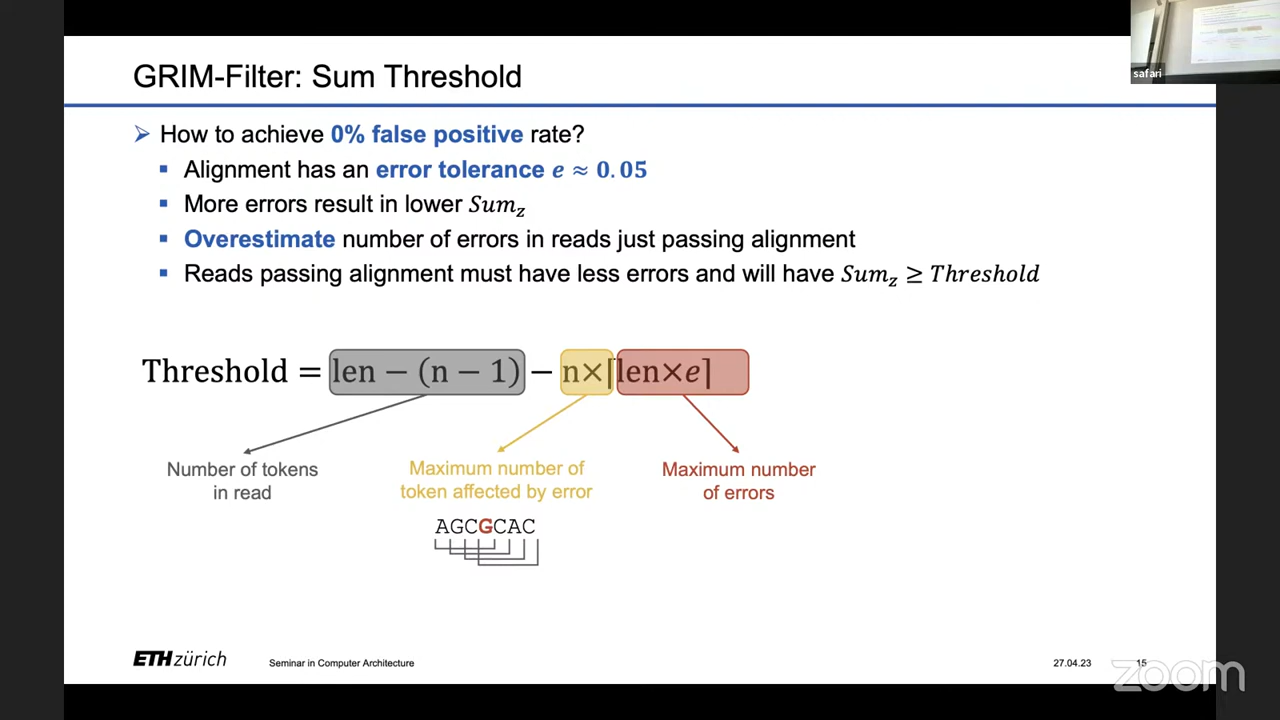 safari
GRIM-Filter: Sum Threshold
➢ How to achieve 0% false positive rate?
▪ Alignment has an error tolerance e ≈ 0.05
▪ More errors result in lower Sum_z
▪ Overestimate number of errors in reads just passing alignment
▪ Reads passing alignment must have less errors and will have Sum_z ≥ Threshold
Threshold = len − (n − 1) − n×⌈len×e⌉
Number of tokens
in read
Maximum number of
token affected by error
AGCGCAC
Maximum number
of errors
ETH zürich
Seminar in Computer Architecture
27.04.23
15
zoom